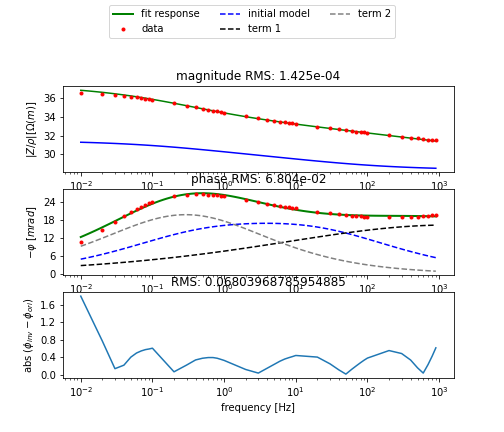 fit response
data
initial model
term 1
term 2
magnitude RMS: 1.425e-04
|Z/ρ|[Ω(m)]
36
34
32
30
10⁻² 10⁻¹ 10⁰ 10¹ 10² 10³
phase RMS: 6.804e-02
−φ [mrad]
24
18
12
6
0
10⁻² 10⁻¹ 10⁰ 10¹ 10² 10³
RMS: 0.06803968785954885
abs (ϕinv − ϕori)
1.6
1.2
0.8
0.4
0.0
10⁻² 10⁻¹ 10⁰ 10¹ 10² 10³
frequency [Hz]